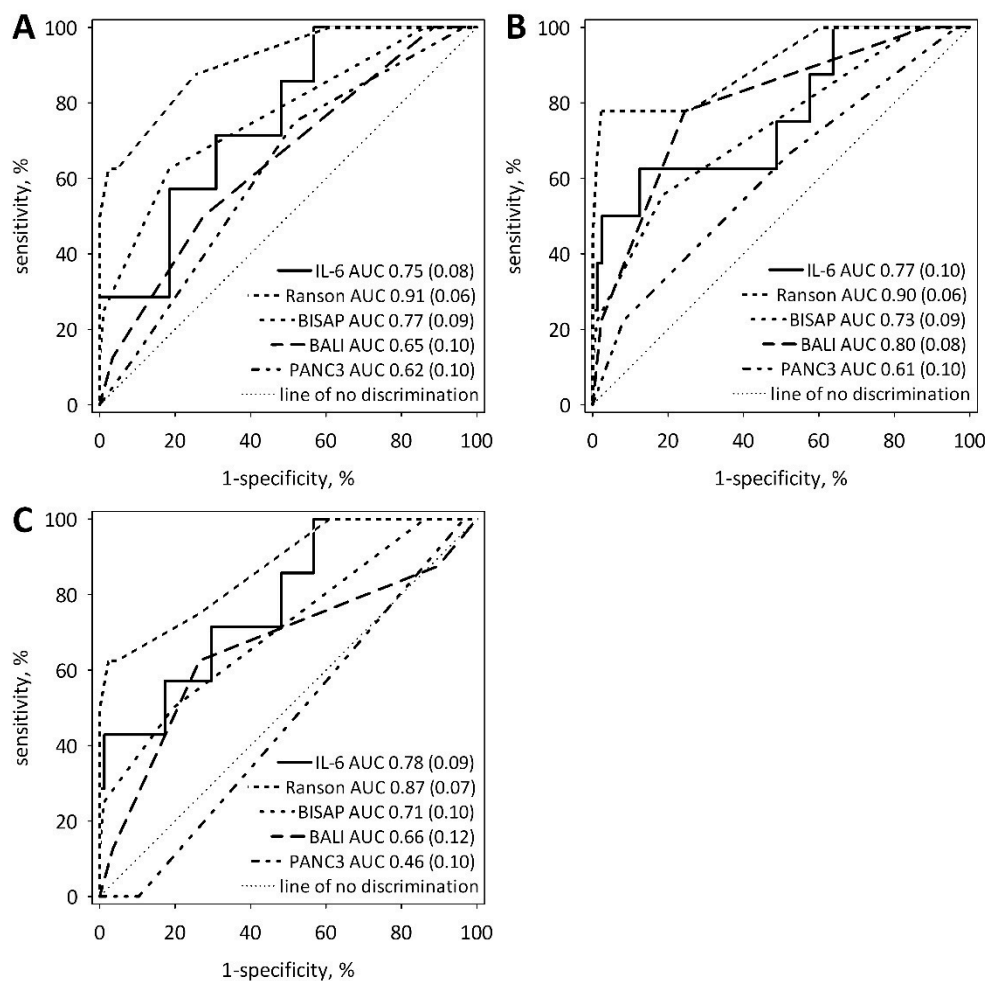 A
100
80
60
40
20
0
sensitivity, %
IL-6 AUC 0.75 (0.08)
Ranson AUC 0.91 (0.06)
BISAP AUC 0.77 (0.09)
BALI AUC 0.65 (0.10)
PANC3 AUC 0.62 (0.10)
line of no discrimination
0 20 40 60 80 100
1-specificity, %
B
100
80
60
40
20
0
sensitivity, %
IL-6 AUC 0.77 (0.10)
Ranson AUC 0.90 (0.06)
BISAP AUC 0.73 (0.09)
BALI AUC 0.80 (0.08)
PANC3 AUC 0.61 (0.10)
line of no discrimination
0 20 40 60 80 100
1-specificity, %
C
100
80
60
40
20
0
sensitivity, %
IL-6 AUC 0.78 (0.09)
Ranson AUC 0.87 (0.07)
BISAP AUC 0.71 (0.10)
BALI AUC 0.66 (0.12)
PANC3 AUC 0.46 (0.10)
line of no discrimination
0 20 40 60 80 100
1-specificity, %